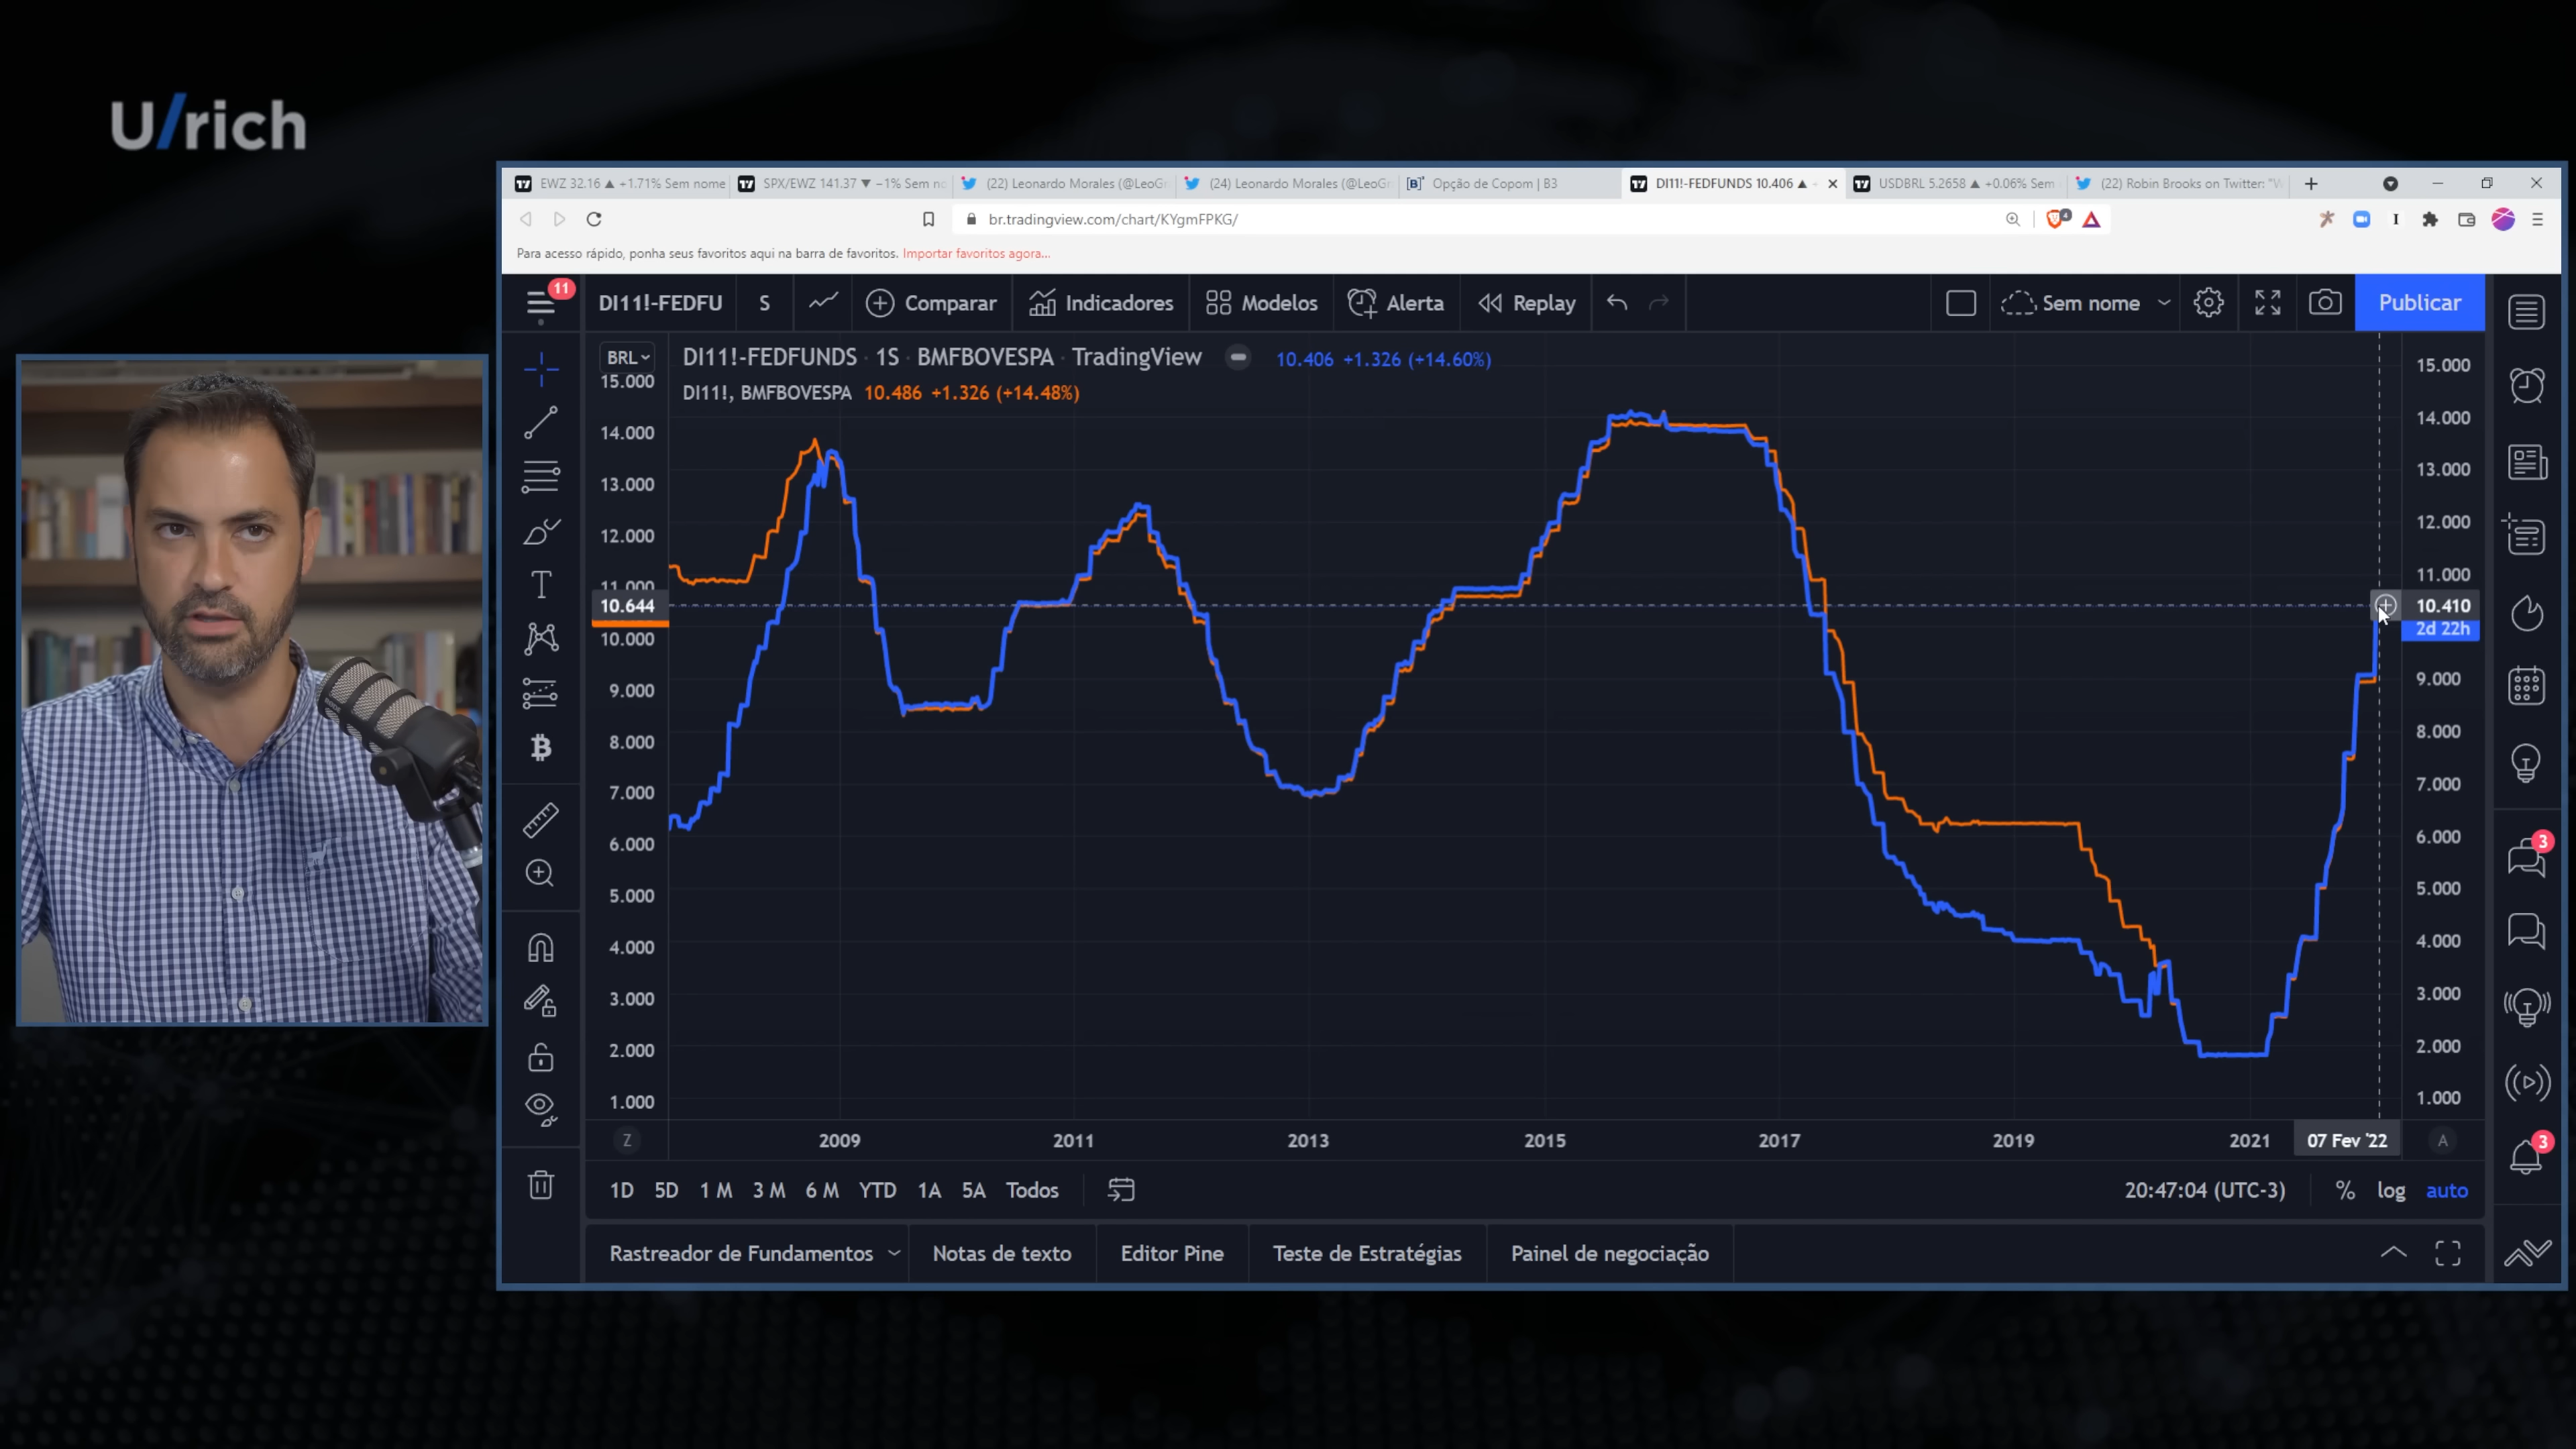 U/rich
EWZ 32.16 ▲ +1.71% Sem nome
SPX/EWZ 141.37 ▼ −1% Sem no
(22) Leonardo Morales (@LeoG
(24) Leonardo Morales (@LeoG
Opção de Copom | B3
DI11!-FEDFUNDS 10.406 ▲
USDBRL 5.2658 ▲ +0.06% Sem
(22) Robin Brooks on Twitter: "W
br.tradingview.com/chart/KYgmFPKG/
4
Para acesso rápido, ponha seus favoritos aqui na barra de favoritos. Importar favoritos agora...
11
DI11!-FEDFU
S
Comparar
Indicadores
Modelos
Alerta
Replay
Sem nome
Publicar
BRL
DI11!-FEDFUNDS · 1S · BMFBOVESPA · TradingView
10.406 +1.326 (+14.60%)
DI11!, BMFBOVESPA 10.486 +1.326 (+14.48%)
15.000
14.000
13.000
12.000
11.000
10.644
10.000
9.000
8.000
7.000
6.000
5.000
4.000
3.000
2.000
1.000
15.000
14.000
13.000
12.000
11.000
10.410
2d 22h
9.000
8.000
7.000
6.000
5.000
4.000
3.000
2.000
1.000
3
3
Z
2009
2011
2013
2015
2017
2019
2021
07 Fev '22
A
1D 5D 1 M 3 M 6 M YTD 1A 5A Todos
20:47:04 (UTC-3)
% log auto
Rastreador de Fundamentos
Notas de texto
Editor Pine
Teste de Estratégias
Painel de negociação